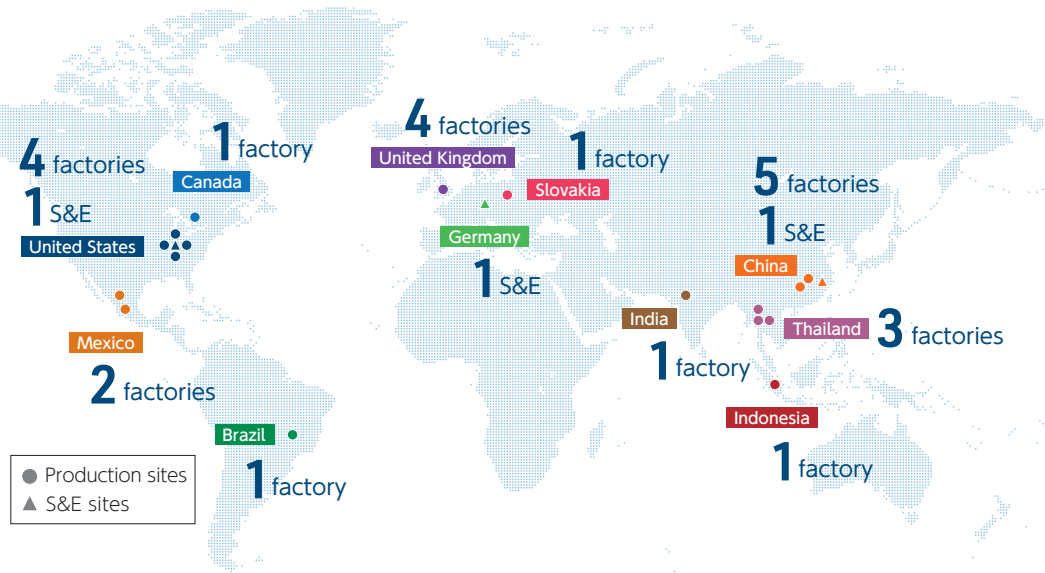 4 factories
1 S&E
United States
1 factory
Canada
Mexico
2 factories
Brazil
1 factory
4 factories
United Kingdom
1 factory
Slovakia
Germany
1 S&E
5 factories
1 S&E
China
India
1 factory
Thailand
3 factories
Indonesia
1 factory
Production sites
S&E sites